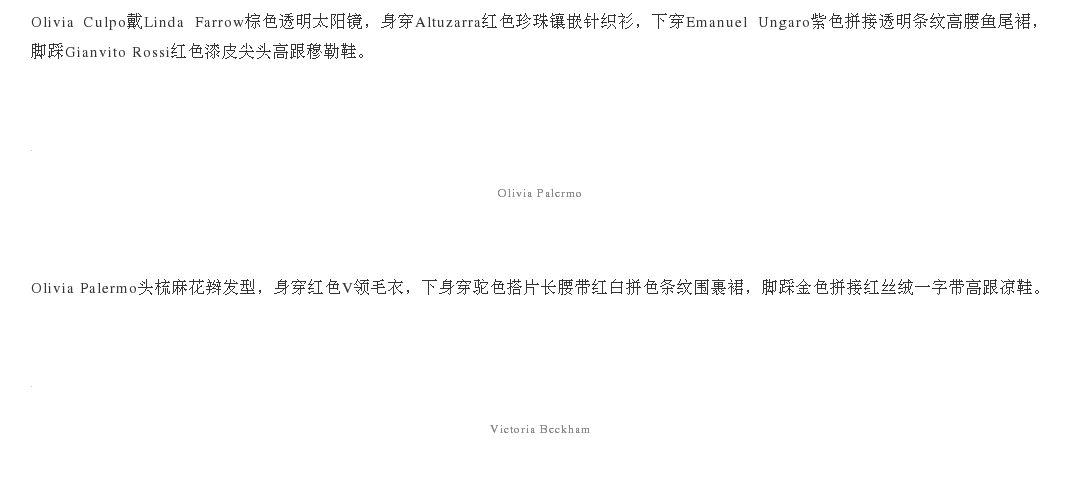 Olivia Culpo戴Linda Farrow棕色透明太阳镜，身穿Altuzarra红色珍珠镶嵌针织衫，下穿Emanuel Ungaro紫色拼接透明条纹高腰鱼尾裙，
脚踩Gianvito Rossi红色漆皮尖头高跟穆勒鞋。
Olivia Palermo
Olivia Palermo头梳麻花辫发型，身穿红色V领毛衣，下身穿驼色搭片长腰带红白拼色条纹围裹裙，脚踩金色拼接红丝绒一字带高跟凉鞋。
Victoria Beckham